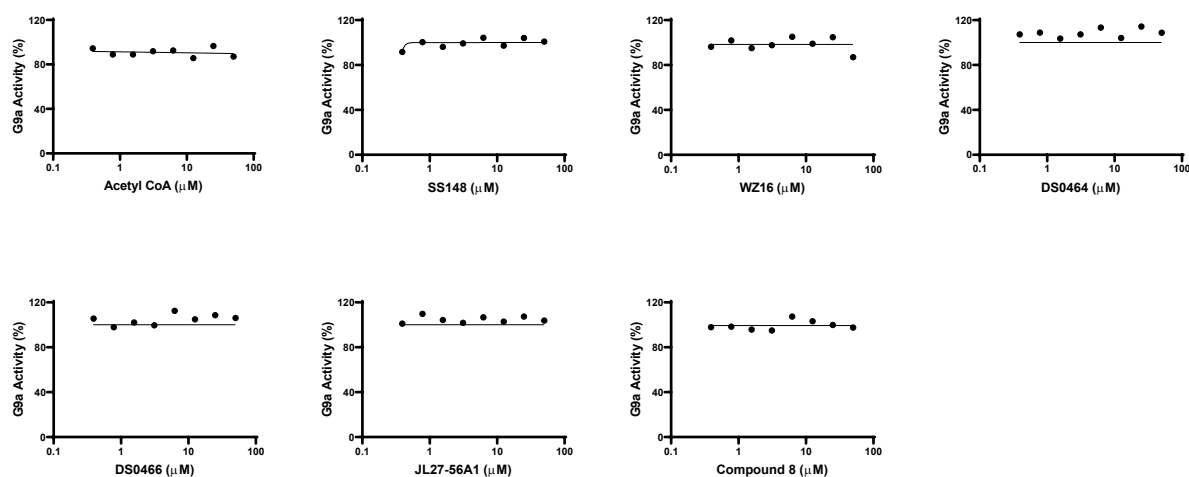 G9a Activity (%)
120
80
40
0
0.1 1 10 100
Acetyl CoA (μM)
G9a Activity (%)
120
80
40
0
0.1 1 10 100
SS148 (μM)
G9a Activity (%)
120
80
40
0
0.1 1 10 100
WZ16 (μM)
G9a Activity (%)
120
80
40
0
0.1 1 10 100
DS0464 (μM)
G9a Activity (%)
120
80
40
0
0.1 1 10 100
DS0466 (μM)
G9a Activity (%)
120
80
40
0
0.1 1 10 100
JL27-56A1 (μM)
G9a Activity (%)
120
80
40
0
0.1 1 10 100
Compound 8 (μM)